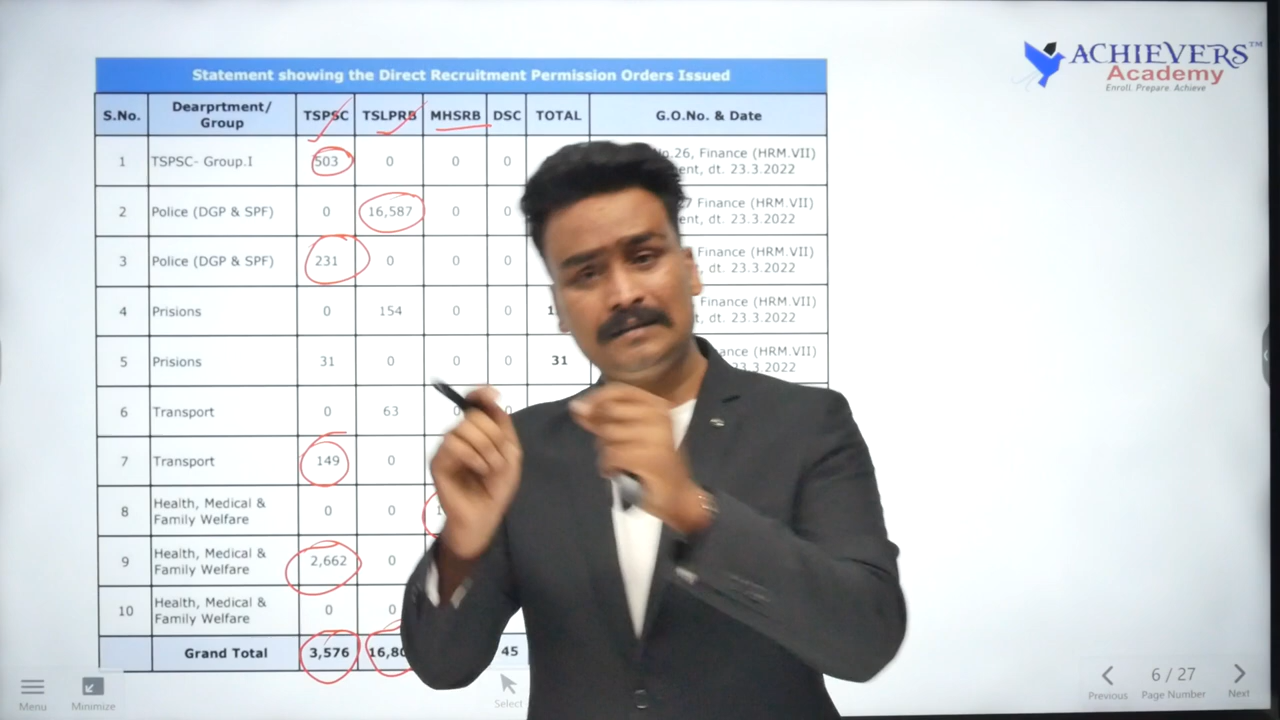 ACHIEVERS™
Academy
Enroll. Prepare. Achieve
Statement showing the Direct Recruitment Permission Orders Issued
S.No. Dearprtment/ Group TSPSC TSLPRB MHSRB DSC TOTAL G.O.No. & Date
1 TSPSC- Group.I 503 0 0 0 .26, Finance (HRM.VII)
dt. 23.3.2022
2 Police (DGP & SPF) 0 16,587 0 0 Finance (HRM.VII)
dt. 23.3.2022
3 Police (DGP & SPF) 231 0 0 0 Finance (HRM.VII)
dt. 23.3.2022
4 Prisions 0 154 0 0 Finance (HRM.VII)
dt. 23.3.2022
5 Prisions 31 0 0 0 31 (HRM.VII)
23.3.2022
6 Transport 0 63 0 0
7 Transport 149 0
8 Health, Medical &
Family Welfare 0 0
9 Health, Medical &
Family Welfare 2,662 0
10 Health, Medical &
Family Welfare 0 0
Grand Total 3,576 45
Menu
Minimize
Select
Previous
6 / 27
Page Number
Next